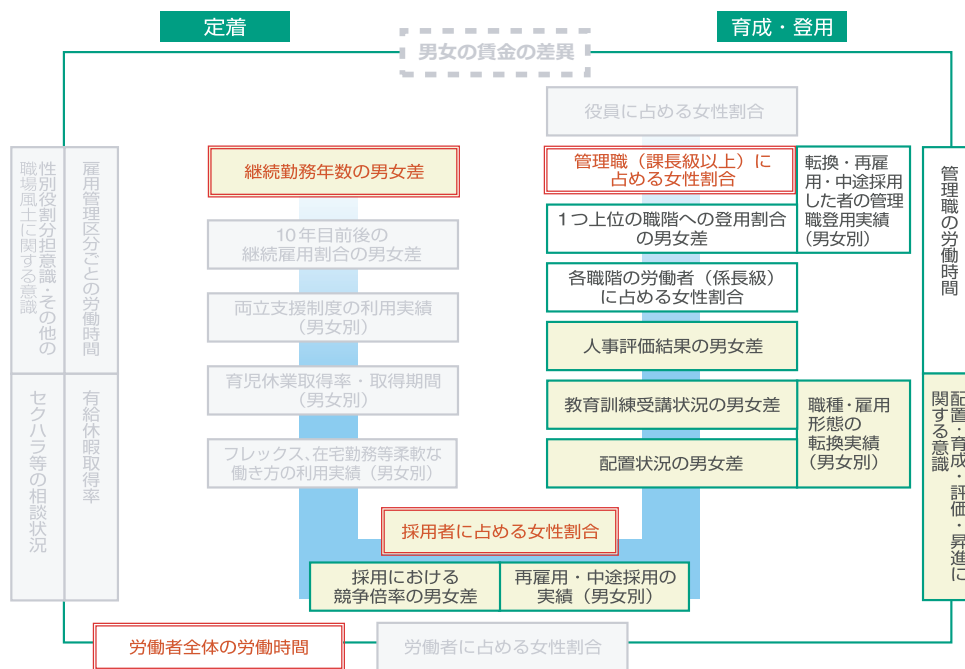 定着
育成・登用
男女の賃金の差異
役員に占める女性割合
性別役割分担意識・その他の
職場風土に関する意識
雇用管理区分ごとの労働時間
セクハラ等の相談状況
有給休暇取得率
継続勤務年数の男女差
10年目前後の
継続雇用割合の男女差
両立支援制度の利用実績
(男女別)
育児休業取得率・取得期間
(男女別)
フレックス、在宅勤務等柔軟な
働き方の利用実績(男女別)
管理職(課長級以上)に
占める女性割合
転換・再雇
用・中途採用
した者の管理
職登用実績
(男女別)
1つ上位の職階への登用割合
の男女差
各職階の労働者(係長級)
に占める女性割合
人事評価結果の男女差
教育訓練受講状況の男女差
職種・雇用
形態の
転換実績
(男女別)
配置状況の男女差
管理職の労働時間
配置・育成・評価・昇進に
関する意識
採用者に占める女性割合
採用における
競争倍率の男女差
再雇用・中途採用の
実績(男女別)
労働者全体の労働時間
労働者に占める女性割合